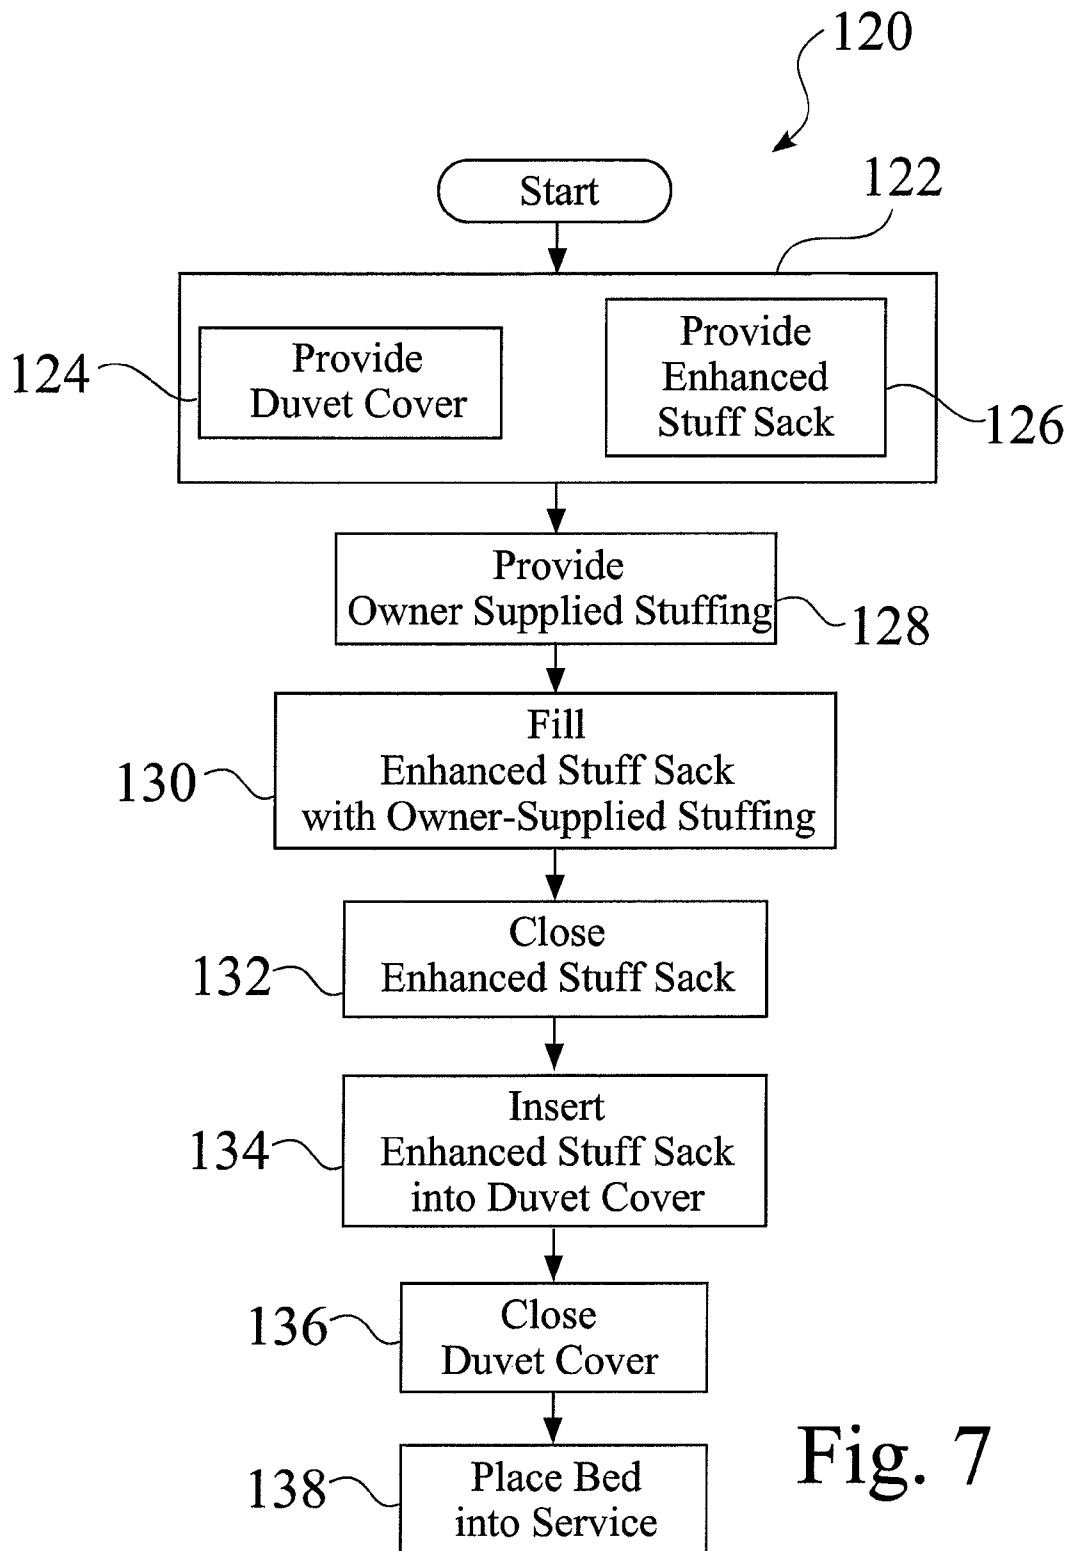 120
Start
122
124
Provide
Duvet Cover
Provide
Enhanced
Stuff Sack
126
Provide
Owner Supplied Stuffing
128
130
Fill
Enhanced Stuff Sack
with Owner-Supplied Stuffing
132
Close
Enhanced Stuff Sack
134
Insert
Enhanced Stuff Sack
into Duvet Cover
136
Close
Duvet Cover
138
Place Bed
into Service
Fig. 7